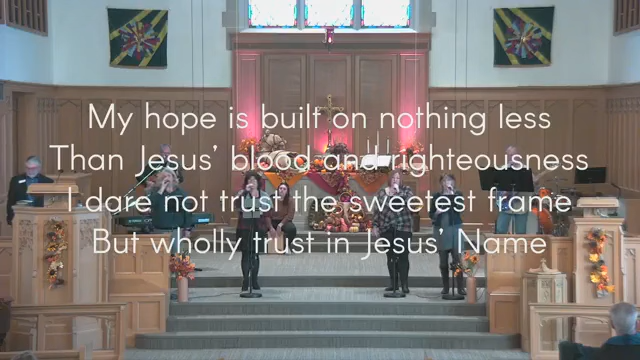 My hope is built on nothing less
Than Jesus' blood and righteousness
I dare not trust the sweetest frame
But wholly trust in Jesus' Name